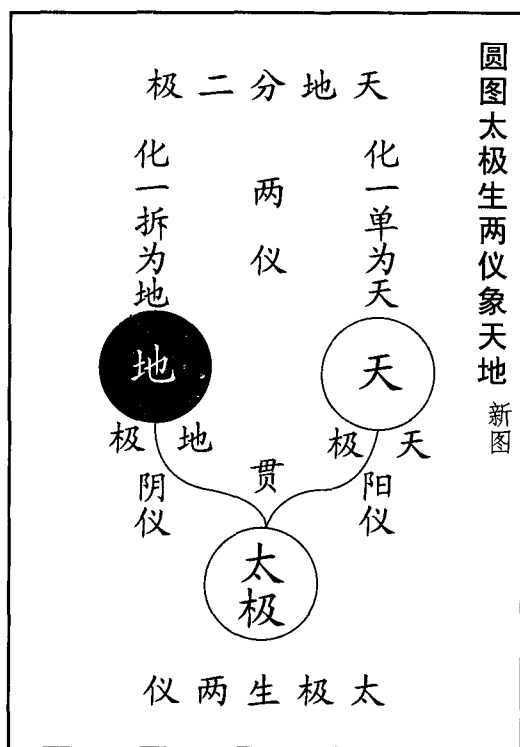 圆图太极生两仪象天地 新图
天地分二极
化一单为天
两仪
化一拆为地
天
地
天极
地极
阳仪
贯
阴仪
太极
太极生两仪